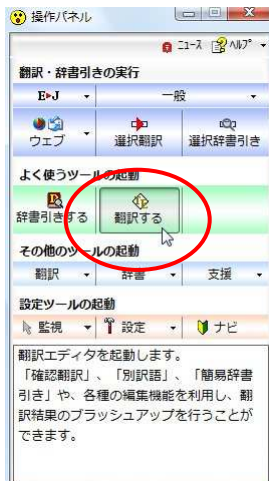 操作パネル
ニュース ヘルプ
翻訳・辞書引きの実行
E▸J 一般
ウェブ 選択翻訳 選択辞書引き
よく使うツールの起動
辞書引きする 翻訳する
その他のツールの起動
翻訳 辞書 支援
設定ツールの起動
監視 設定 ナビ
翻訳エディタを起動します。
「確認翻訳」、「別訳語」、「簡易辞書
引き」や、各種の編集機能を利用し、翻
訳結果のブラッシュアップを行うことが
できます。